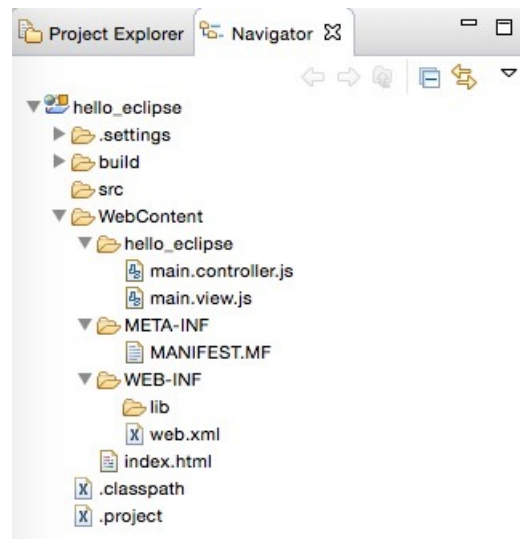 Project Explorer Navigator
hello_eclipse
.settings
build
src
WebContent
hello_eclipse
main.controller.js
main.view.js
META-INF
MANIFEST.MF
WEB-INF
lib
web.xml
index.html
.classpath
.project